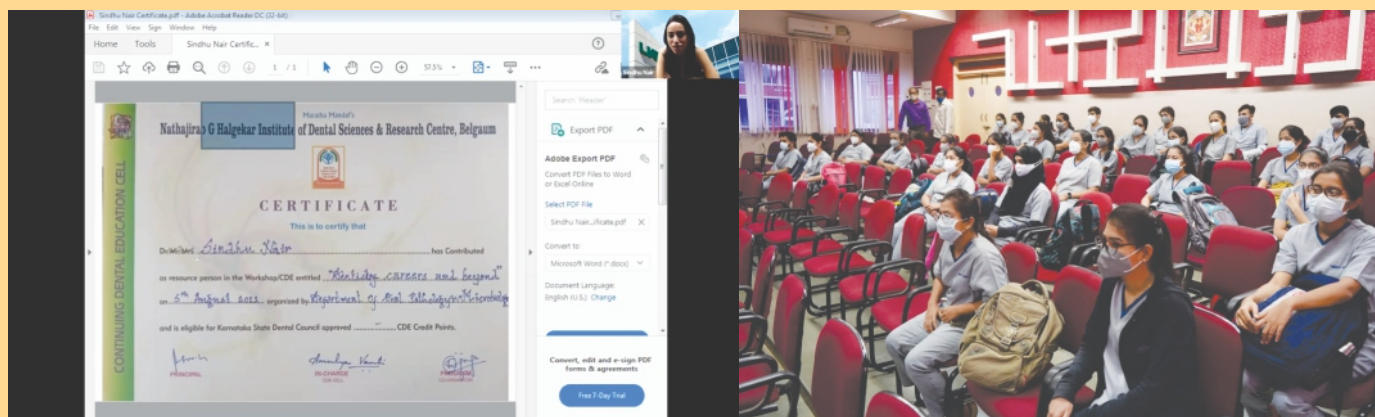 Sindhu Nair Certificate.pdf - Adobe Acrobat Reader DC (32-bit)
File Edit View Sign Window Help
Home Tools Sindhu Nair Certific... ×
1 / 1
57.5%
Sindhu Nair
Search 'Header'
Export PDF
Adobe Export PDF
Convert PDF Files to Word
or Excel Online
Select PDF File
Sindhu Nair...ificate.pdf
Convert to:
Microsoft Word (*.docx)
Document Language:
English (U.S.) Change
Convert, edit and e-sign PDF
forms & agreements
Free 7-Day Trial
CONTINUING DENTAL EDUCATION CELL
Maratha Mandal's
Nathajirao G Halgekar Institute of Dental Sciences & Research Centre, Belgaum
CERTIFICATE
This is to certify that
Dr./Mr./Mrs Sindhu Nair has Contributed
as resource person in the Workshop/CDE entitled "Dentistry careers and beyond"
on 5th August 2022 organized by Department of Oral Pathology
and is eligible for Karnataka State Dental Council approved CDE Credit Points.
PRINCIPAL
IN-CHARGE
CDE CELL